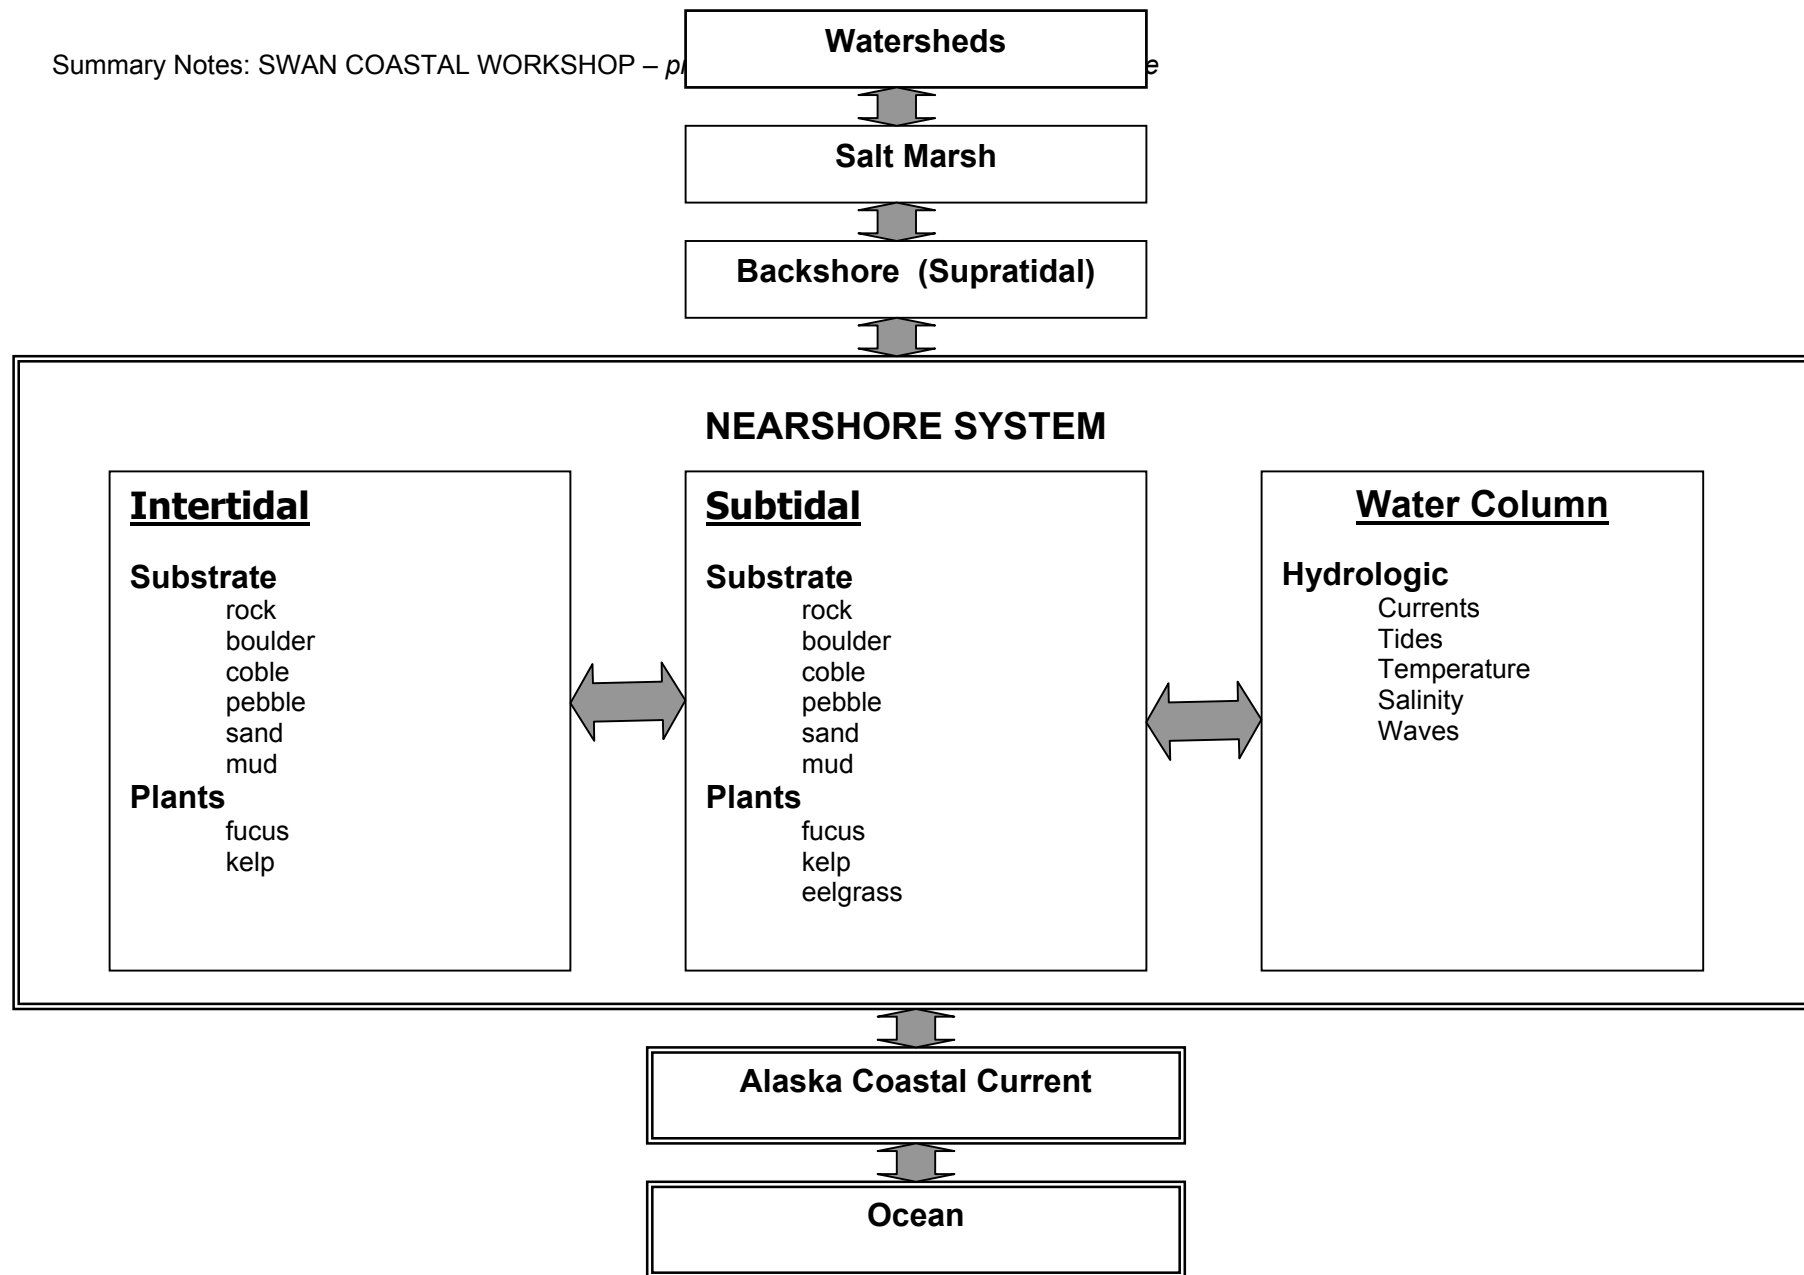 Watersheds
Summary Notes: SWAN COASTAL WORKSHOP –
Salt Marsh
Backshore (Supratidal)
NEARSHORE SYSTEM
Intertidal
Substrate
rock
boulder
coble
pebble
sand
mud
Plants
fucus
kelp
Subtidal
Substrate
rock
boulder
coble
pebble
sand
mud
Plants
fucus
kelp
eelgrass
Water Column
Hydrologic
Currents
Tides
Temperature
Salinity
Waves
Alaska Coastal Current
Ocean